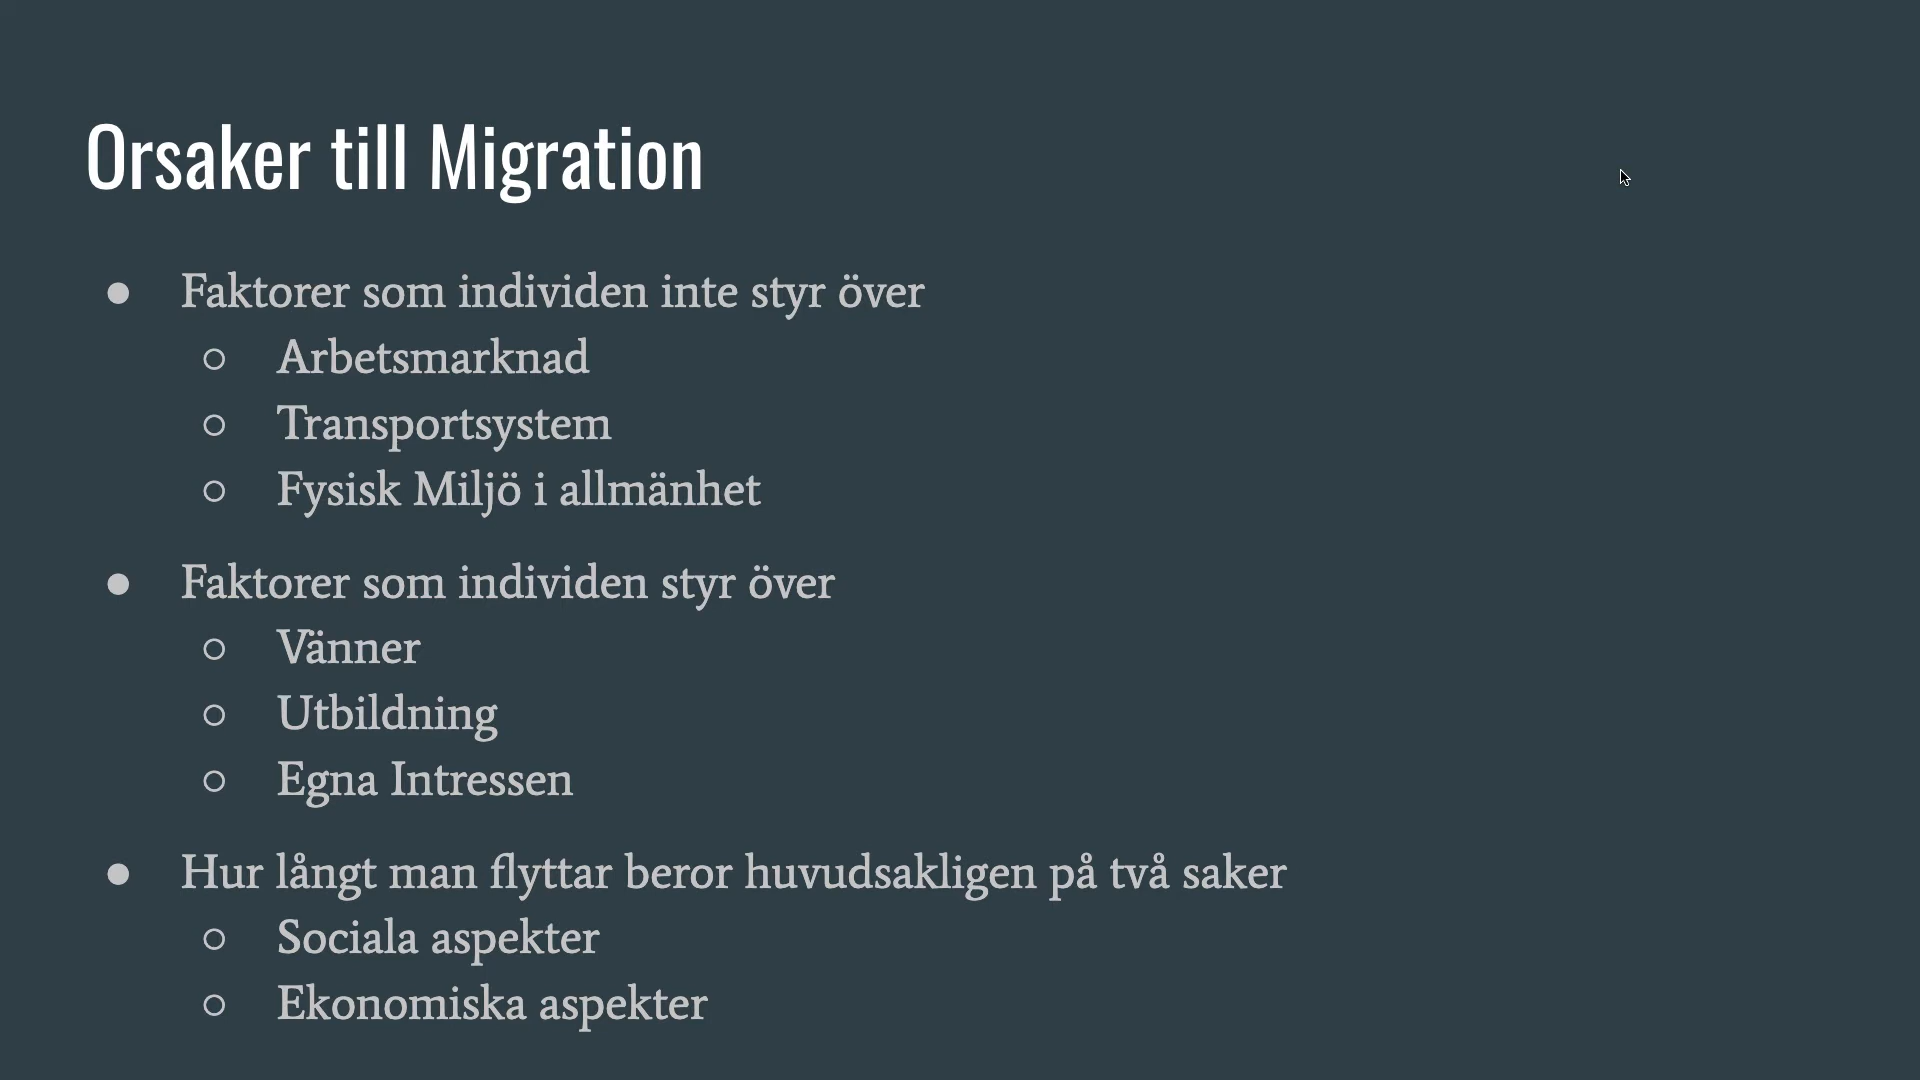 Orsaker till Migration
● Faktorer som individen inte styr över
○ Arbetsmarknad
○ Transportsystem
○ Fysisk Miljö i allmänhet
● Faktorer som individen styr över
○ Vänner
○ Utbildning
○ Egna Intressen
● Hur långt man flyttar beror huvudsakligen på två saker
○ Sociala aspekter
○ Ekonomiska aspekter